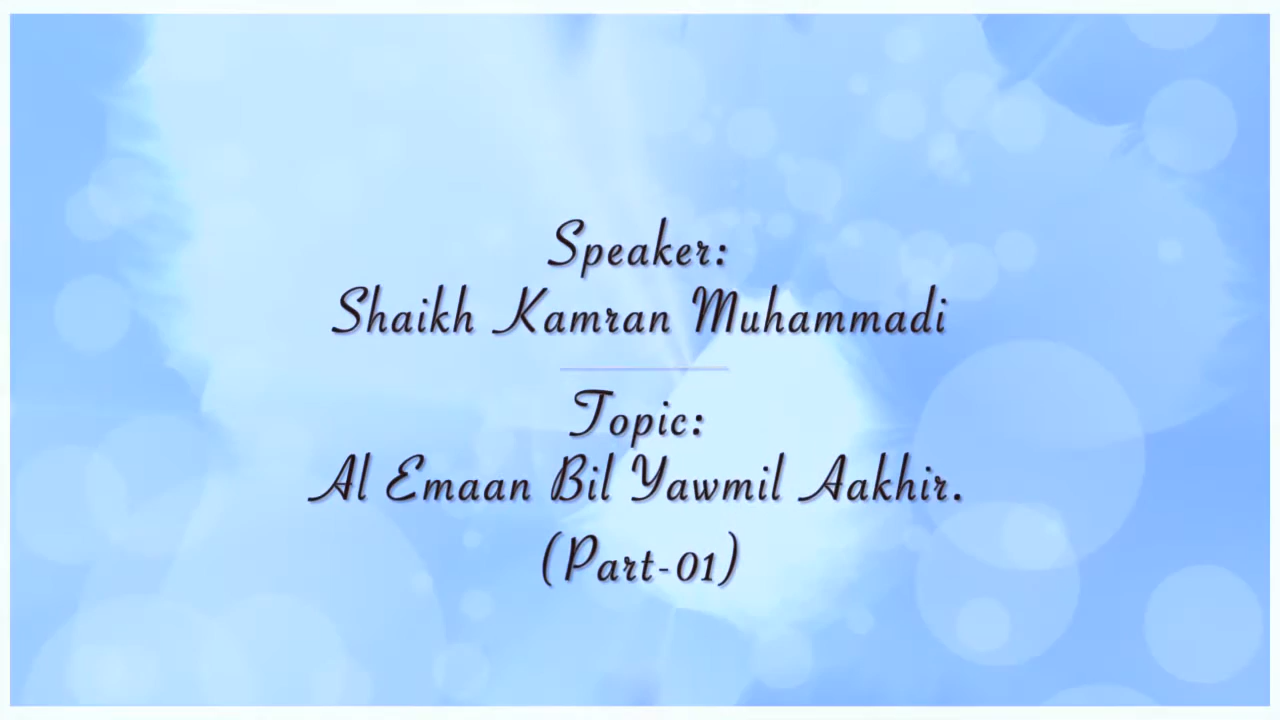 Speaker:
Shaikh Kamran Muhammadi
Topic:
Al Emaan Bil Yawmil Aakhir.
(Part-01)